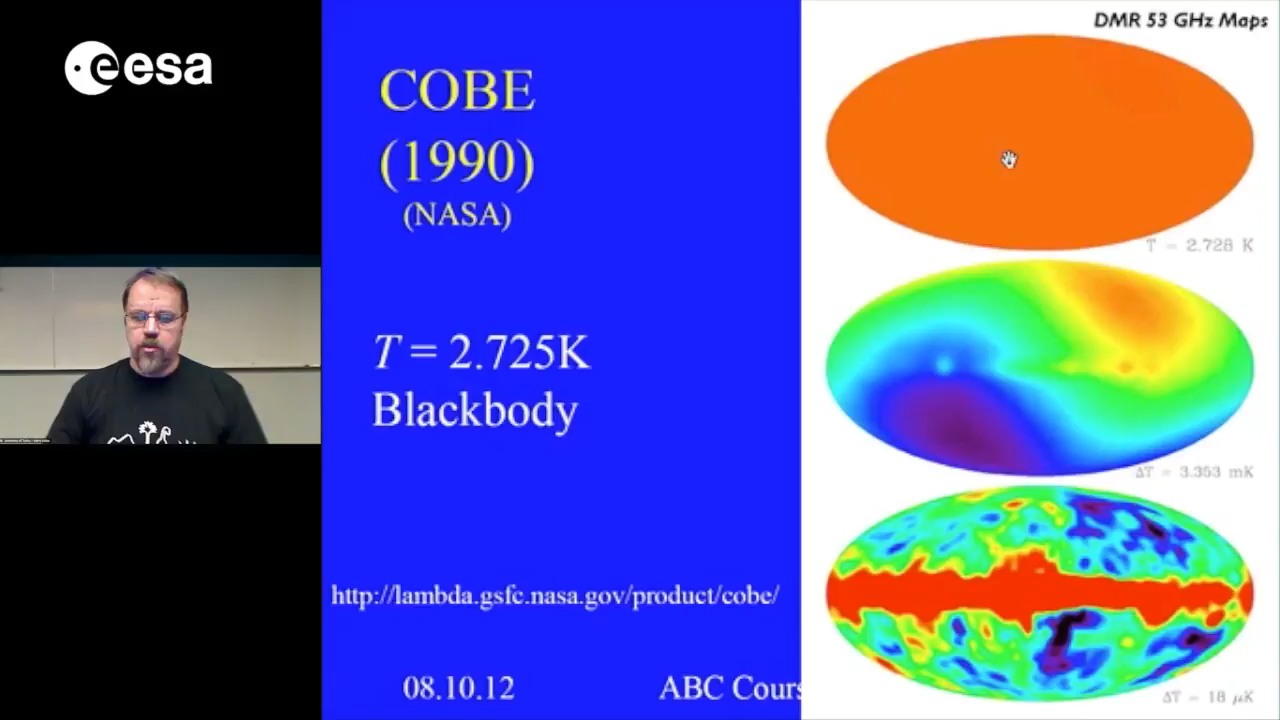 esa
COBE
(1990)
(NASA)
T = 2.725K
Blackbody
http://lambda.gsfc.nasa.gov/product/cobe/
08.10.12
ABC Cours
DMR 53 GHz Maps
T = 2.728 K
ΔT = 3.353 mK
ΔT = 18 μK